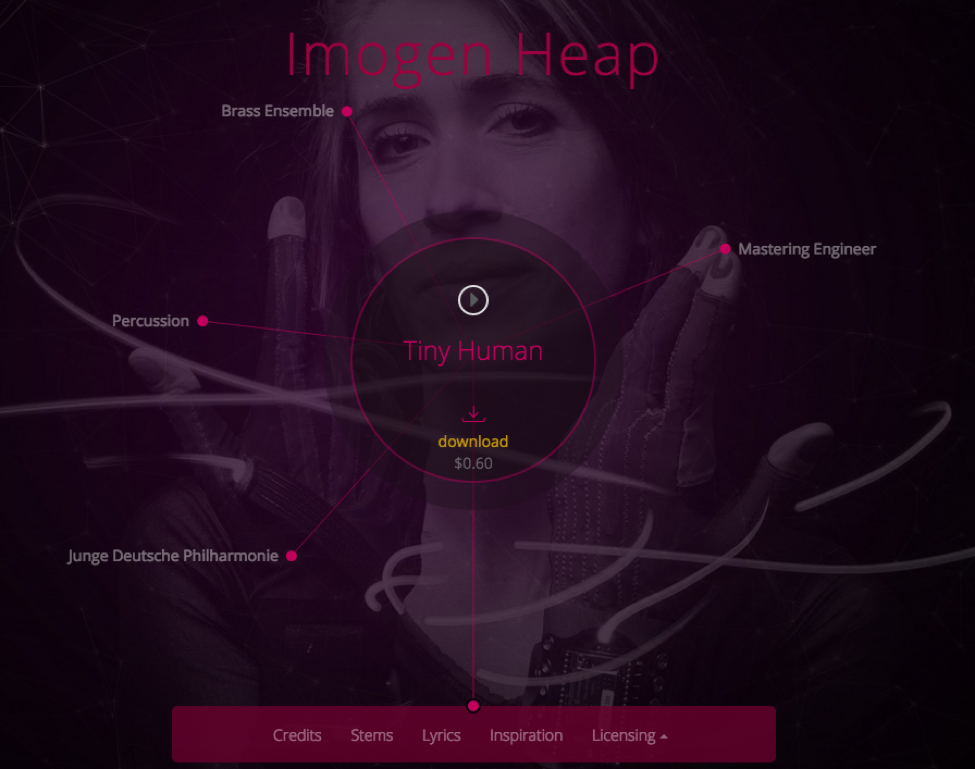 Imogen Heap
Brass Ensemble
Mastering Engineer
Percussion
Tiny Human
download
$0.60
Junge Deutsche Philharmonie
Credits Stems Lyrics Inspiration Licensing